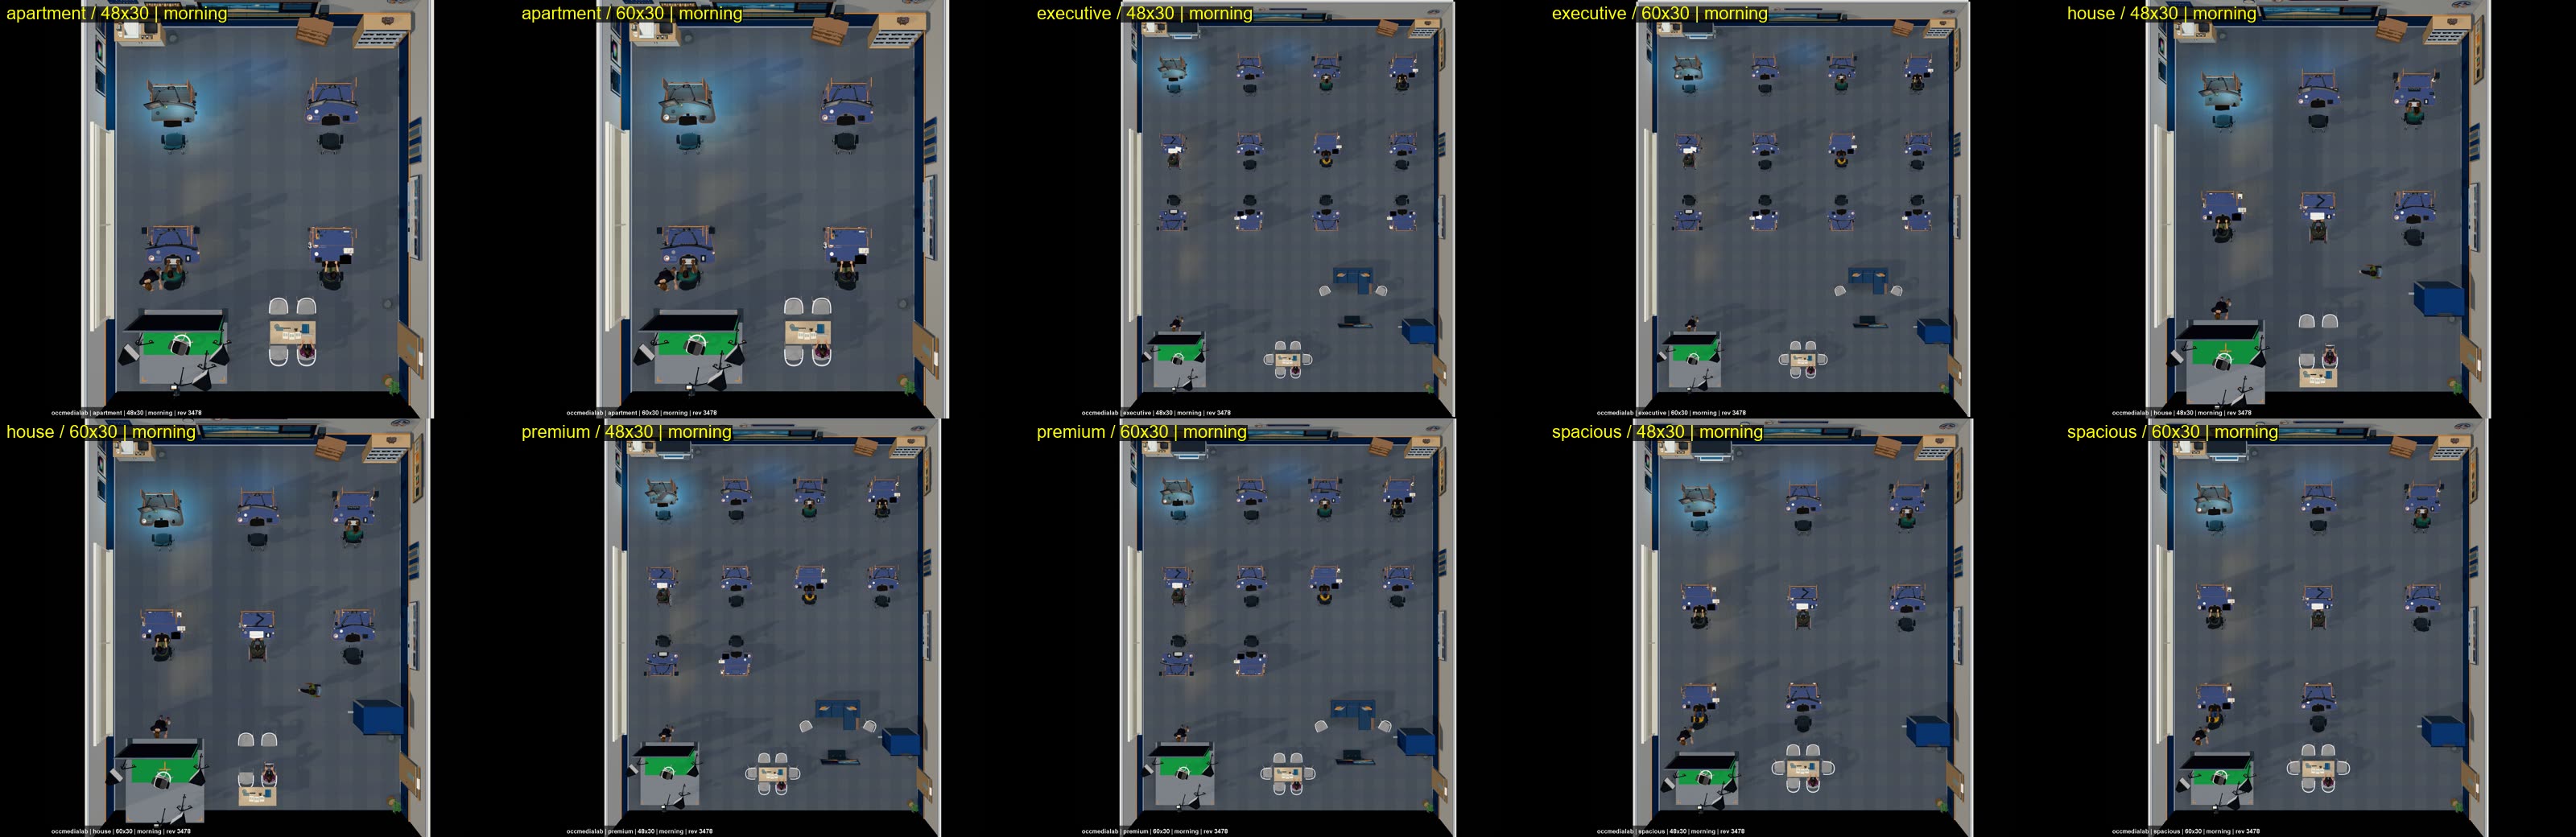 apartment / 48x30 | morning
apartment / 60x30 | morning
executive / 48x30 | morning
executive / 60x30 | morning
house / 48x30 | morning
occmedialab | apartment | 48x30 | morning | rev 3478
occmedialab | apartment | 60x30 | morning | rev 3478
occmedialab | executive | 48x30 | morning | rev 3478
occmedialab | executive | 60x30 | morning | rev 3478
occmedialab | house | 48x30 | morning | rev 3478
house / 60x30 | morning
premium / 48x30 | morning
premium / 60x30 | morning
spacious / 48x30 | morning
spacious / 60x30 | morning
occmedialab | house | 60x30 | morning | rev 3478
occmedialab | premium | 48x30 | morning | rev 3478
occmedialab | premium | 60x30 | morning | rev 3478
occmedialab | spacious | 48x30 | morning | rev 3478
occmedialab | spacious | 60x30 | morning | rev 3478